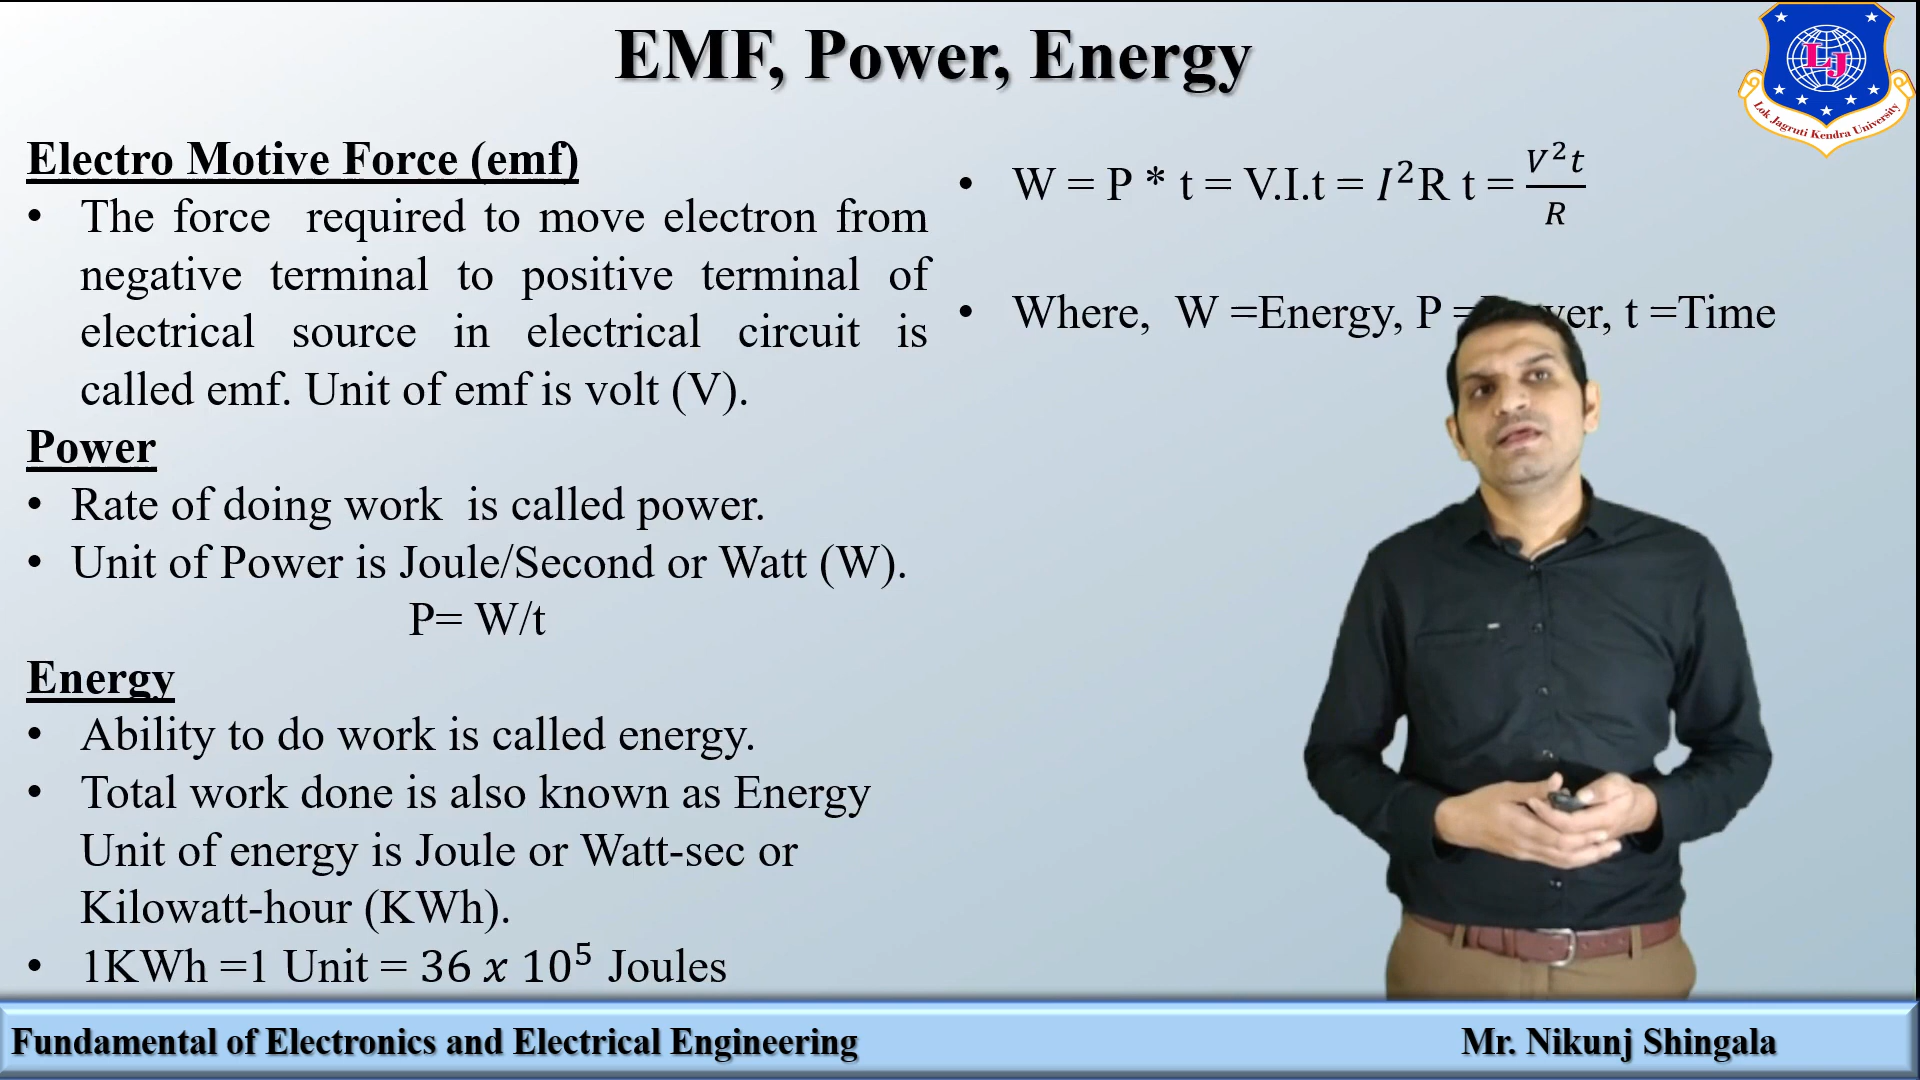 EMF, Power, Energy
LJ
Lok Jagruti Kendra University
Electro Motive Force (emf)
• The force required to move electron from
negative terminal to positive terminal of
electrical source in electrical circuit is
called emf. Unit of emf is volt (V).
Power
• Rate of doing work is called power.
• Unit of Power is Joule/Second or Watt (W).
P= W/t
Energy
• Ability to do work is called energy.
• Total work done is also known as Energy
Unit of energy is Joule or Watt-sec or
Kilowatt-hour (KWh).
• 1KWh =1 Unit = 36 x 10⁵ Joules
• W = P * t = V.I.t = I²R t = V²t/R
• Where, W =Energy, P = t =Time
Fundamental of Electronics and Electrical Engineering
Mr. Nikunj Shingala